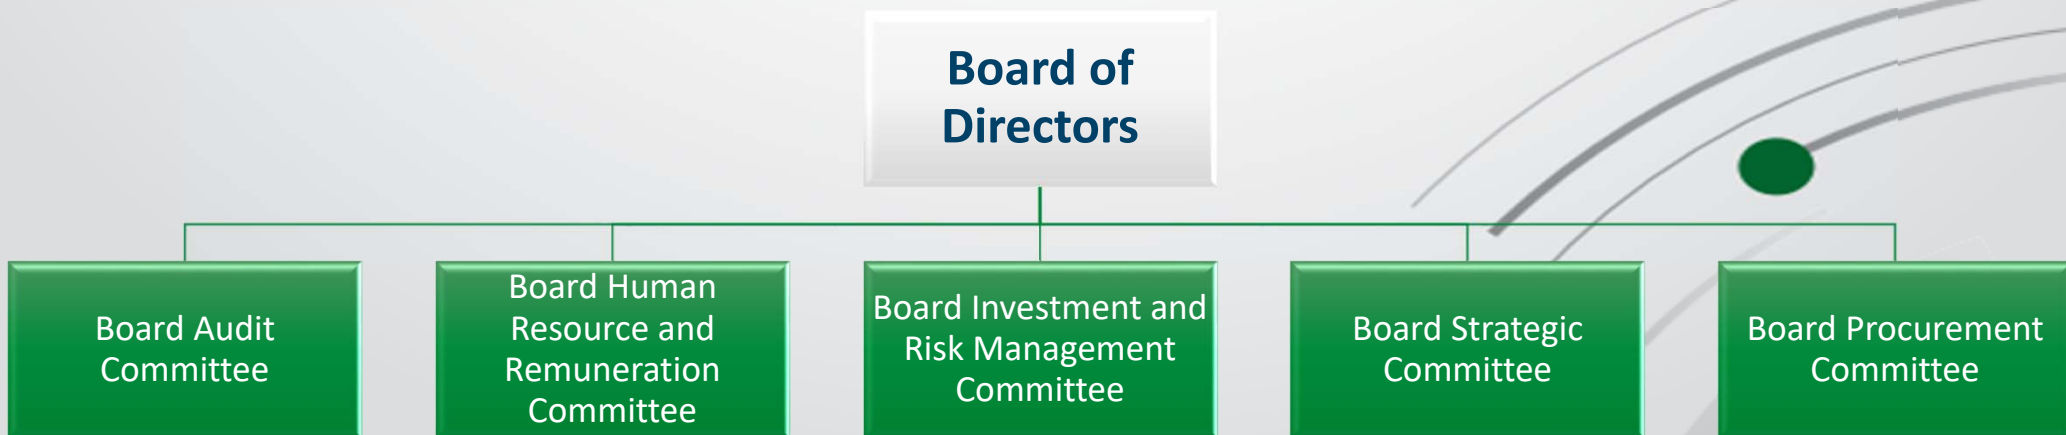 Board of
Directors
Board Audit
Committee
Board Human
Resource and
Remuneration
Committee
Board Investment and
Risk Management
Committee
Board Strategic
Committee
Board Procurement
Committee